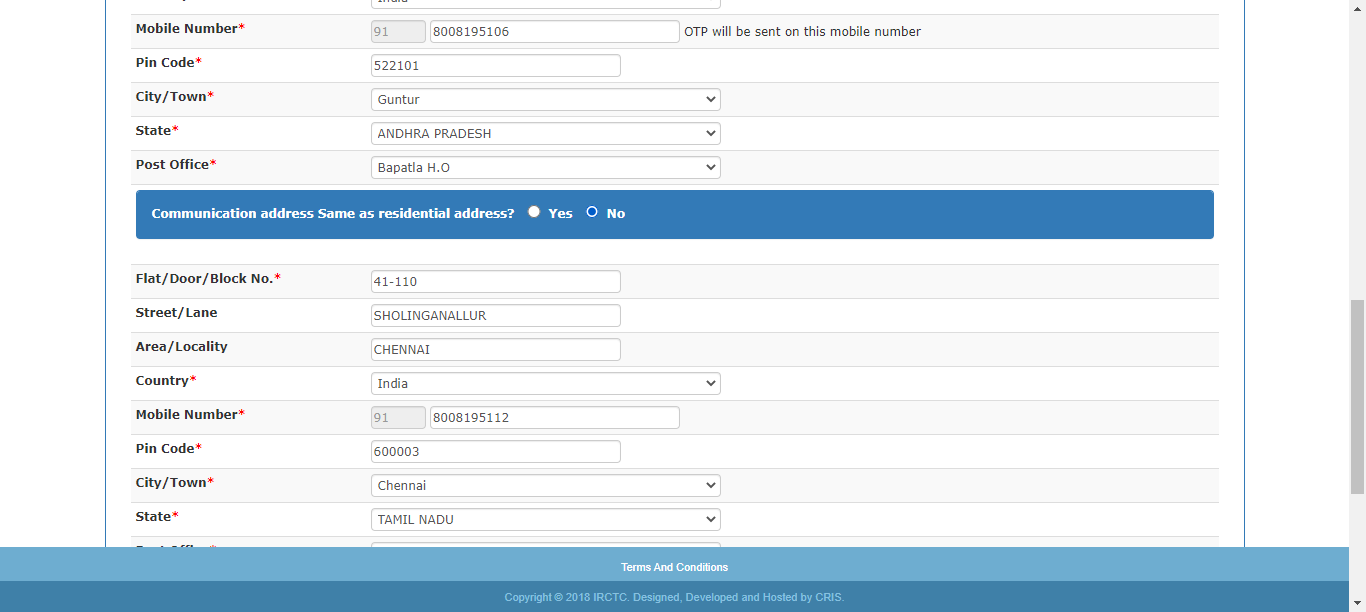 Mobile Number* 91 8008195106 OTP will be sent on this mobile number
Pin Code* 522101
City/Town* Guntur
State* ANDHRA PRADESH
Post Office* Bapatla H.O
Communication address Same as residential address? Yes No
Flat/Door/Block No.* 41-110
Street/Lane SHOLINGANALLUR
Area/Locality CHENNAI
Country* India
Mobile Number* 91 8008195112
Pin Code* 600003
City/Town* Chennai
State* TAMIL NADU
Terms And Conditions
Copyright © 2018 IRCTC. Designed, Developed and Hosted by CRIS.